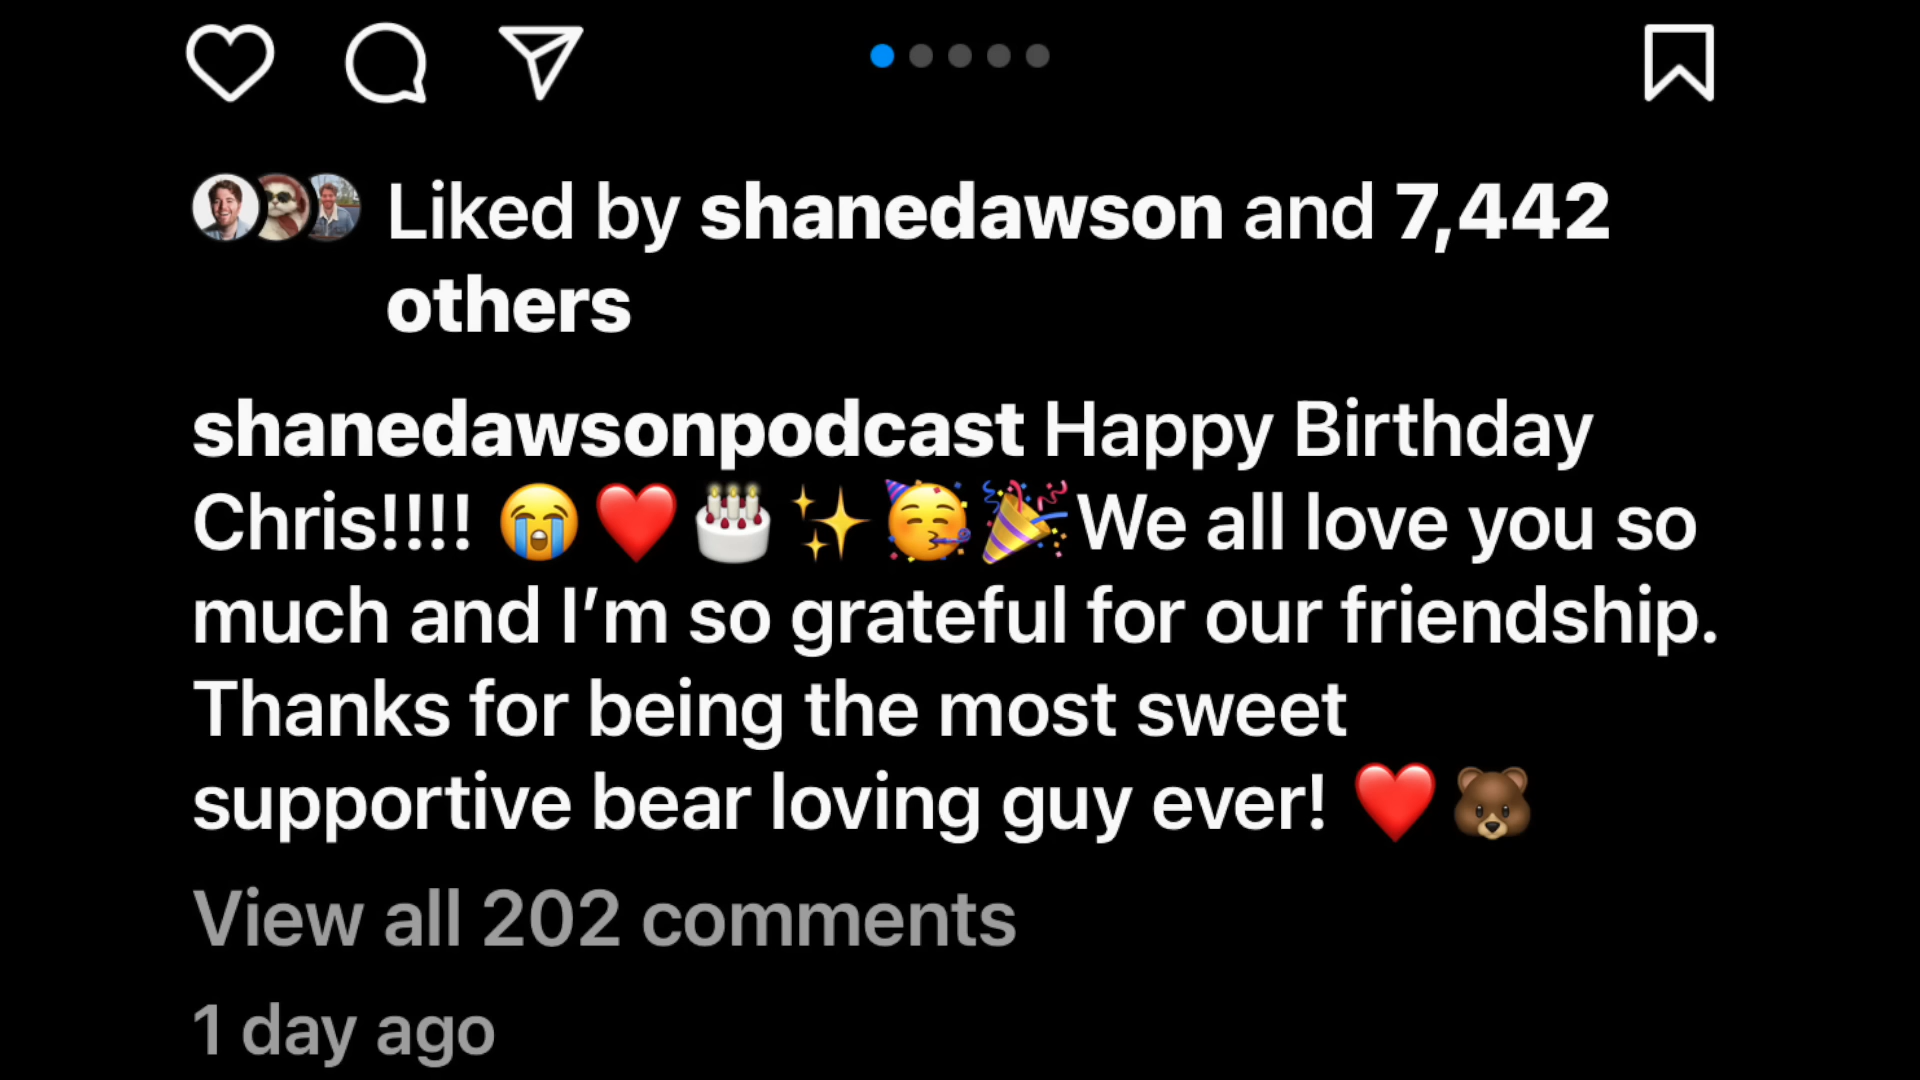 Liked by shanedawson and 7,442
others
shanedawsonpodcast Happy Birthday
Chris!!!! 😭❤️🎂✨🥳🎉We all love you so
much and I’m so grateful for our friendship.
Thanks for being the most sweet
supportive bear loving guy ever! ❤️🐻
View all 202 comments
1 day ago